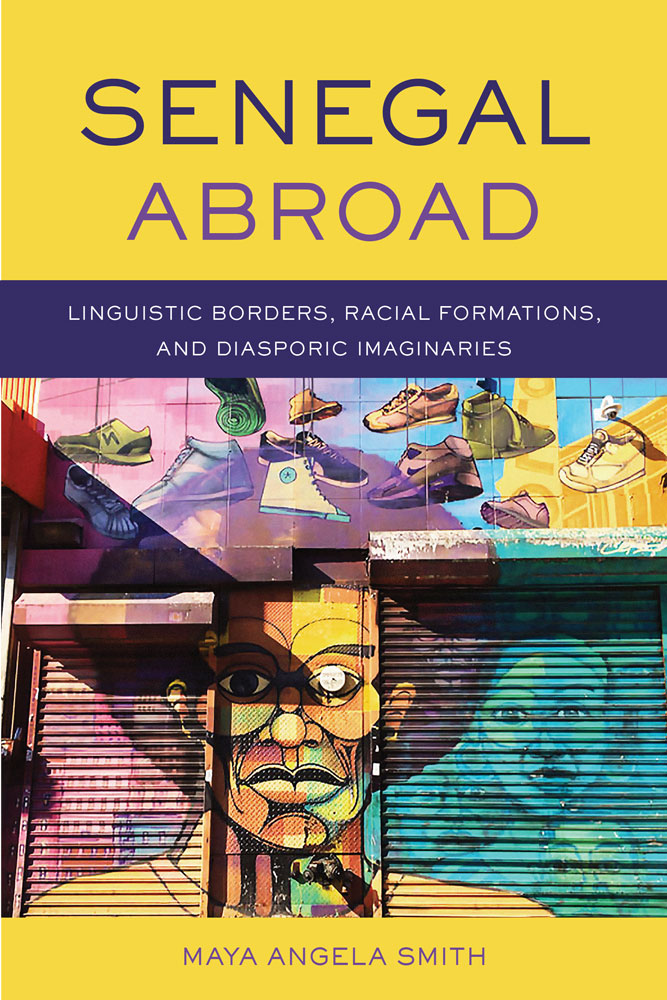 SENEGAL
ABROAD
LINGUISTIC BORDERS, RACIAL FORMATIONS,
AND DIASPORIC IMAGINARIES
MAYA ANGELA SMITH